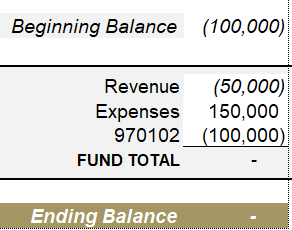 Beginning Balance (100,000)
Revenue (50,000)
Expenses 150,000
970102 (100,000)
FUND TOTAL -
Ending Balance -